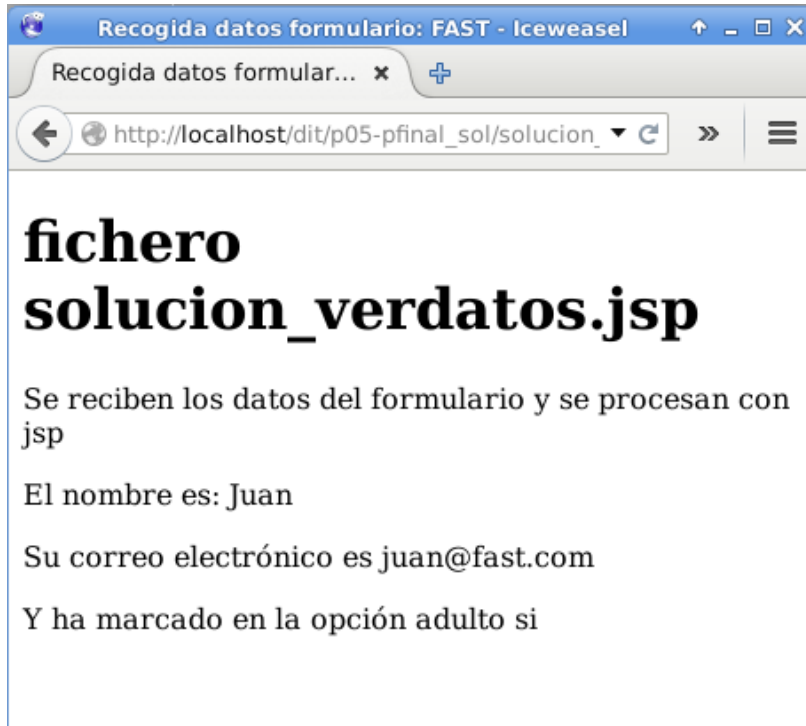 Recogida datos formulario: FAST - Iceweasel
Recogida datos formular...
http://localhost/dit/p05-pfinal_sol/solucion_
fichero
solucion_verdatos.jsp
Se reciben los datos del formulario y se procesan con
jsp
El nombre es: Juan
Su correo electrónico es juan@fast.com
Y ha marcado en la opción adulto si